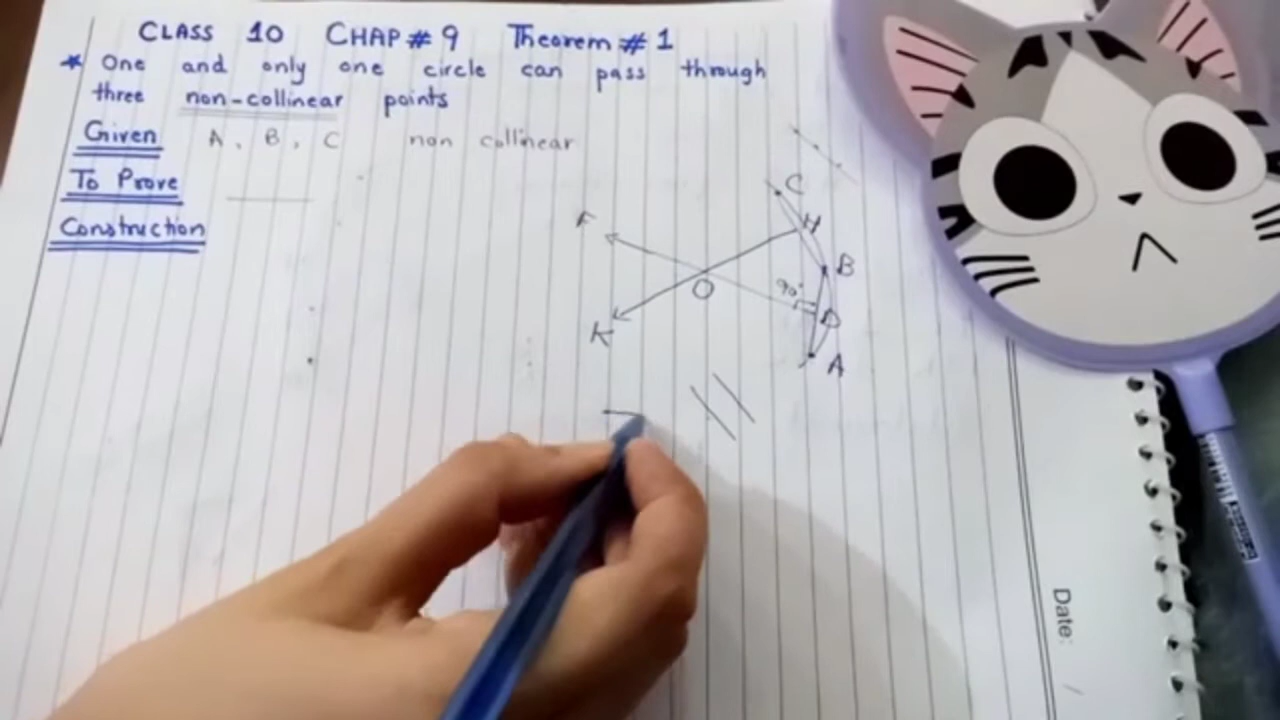 CLASS 10 CHAP # 9 Theorem # 1
* One and only one circle can pass through
three non-collinear points
Given A, B, C non collinear
To Prove
Construction
C
F
H
B
90°
O
D
K
A
Date: